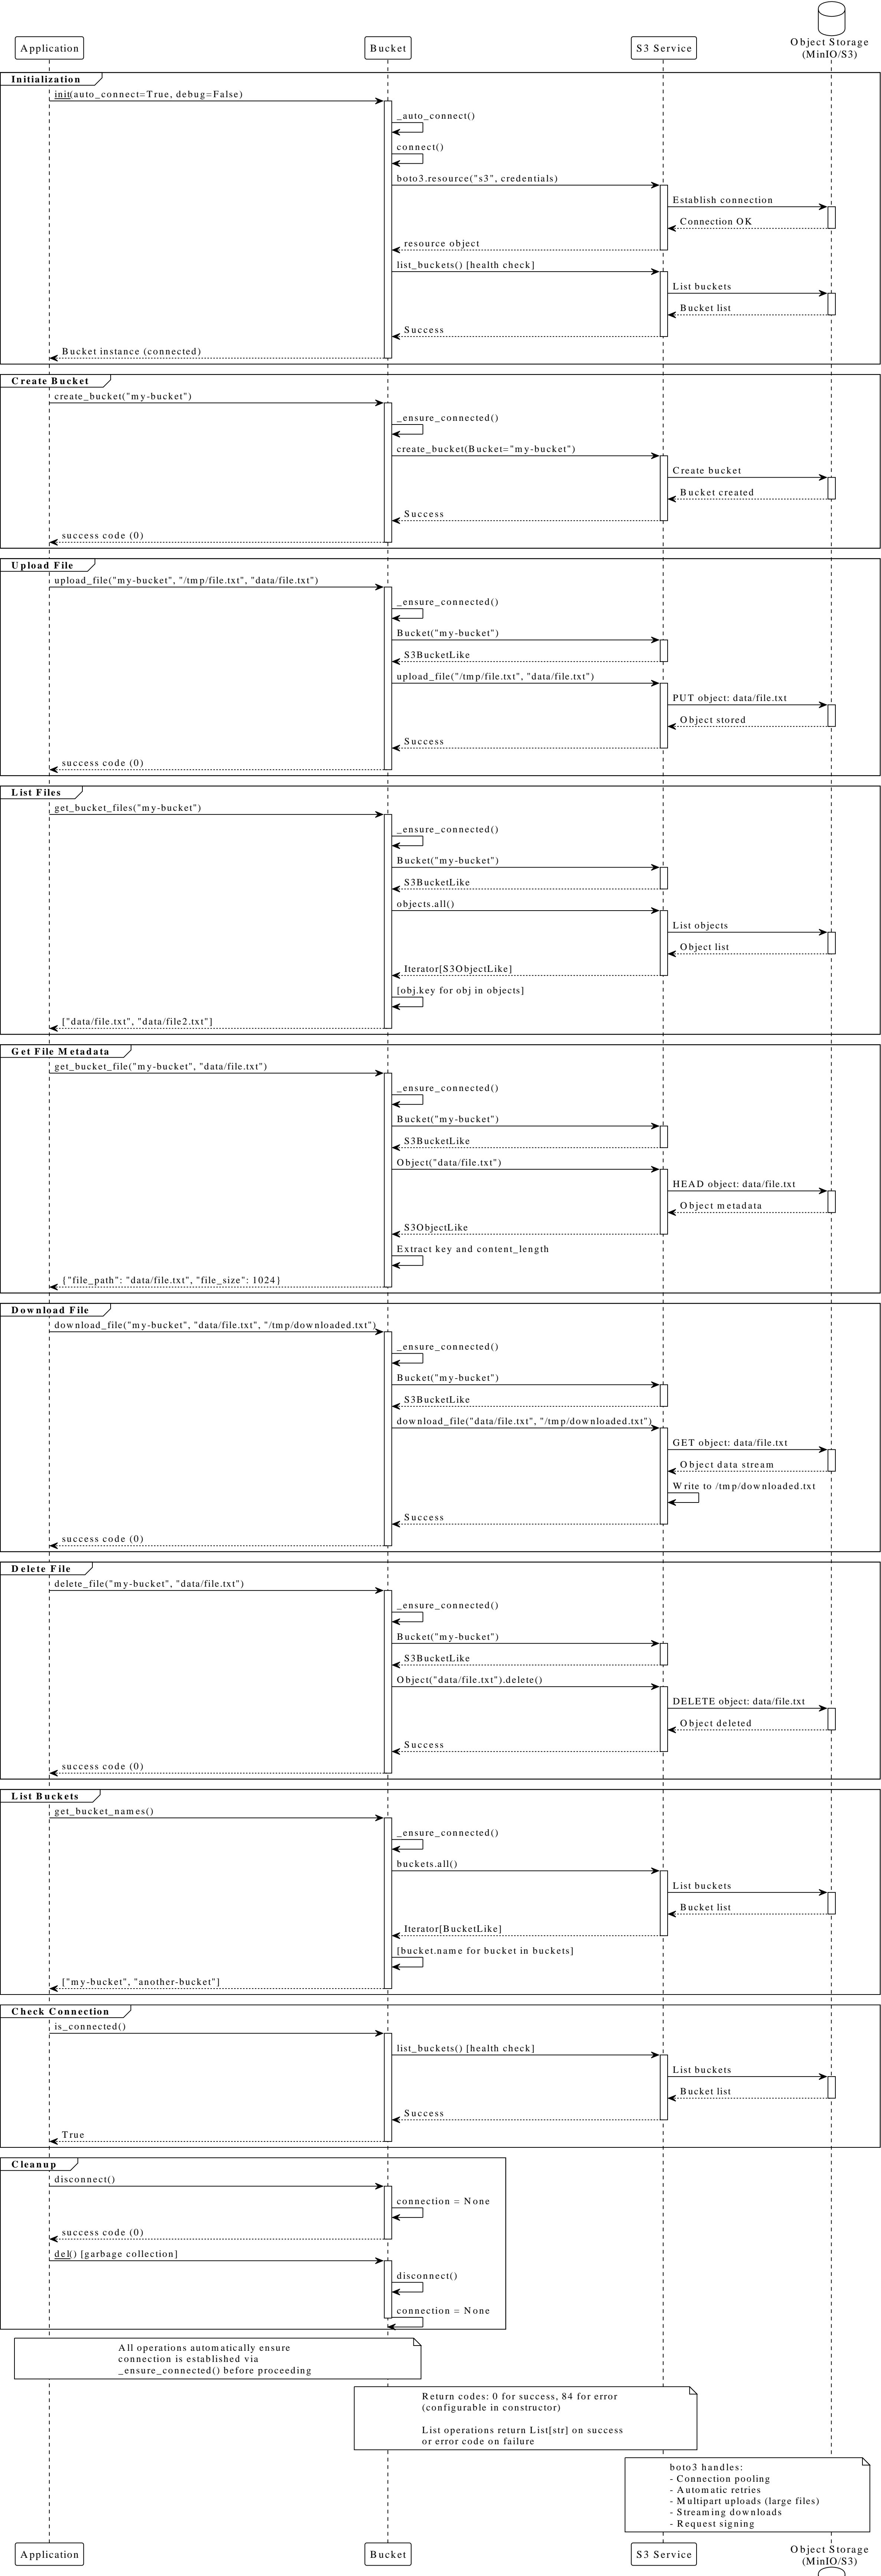 Application
Bucket
S3 Service
Object Storage
(MinIO/S3)
Initialization
init(auto_connect=True, debug=False)
_auto_connect()
connect()
boto3.resource("s3", credentials)
Establish connection
Connection OK
resource object
list_buckets() [health check]
List buckets
Bucket list
Success
Bucket instance (connected)
Create Bucket
create_bucket("my-bucket")
_ensure_connected()
create_bucket(Bucket="my-bucket")
Create bucket
Bucket created
Success
success code (0)
Upload File
upload_file("my-bucket", "/tmp/file.txt", "data/file.txt")
_ensure_connected()
Bucket("my-bucket")
S3BucketLike
upload_file("/tmp/file.txt", "data/file.txt")
PUT object: data/file.txt
Object stored
Success
success code (0)
List Files
get_bucket_files("my-bucket")
_ensure_connected()
Bucket("my-bucket")
S3BucketLike
objects.all()
List objects
Object list
Iterator[S3ObjectLike]
[obj.key for obj in objects]
["data/file.txt", "data/file2.txt"]
Get File Metadata
get_bucket_file("my-bucket", "data/file.txt")
_ensure_connected()
Bucket("my-bucket")
S3BucketLike
Object("data/file.txt")
HEAD object: data/file.txt
Object metadata
S3ObjectLike
Extract key and content_length
{"file_path": "data/file.txt", "file_size": 1024}
Download File
download_file("my-bucket", "data/file.txt", "/tmp/downloaded.txt")
_ensure_connected()
Bucket("my-bucket")
S3BucketLike
download_file("data/file.txt", "/tmp/downloaded.txt")
GET object: data/file.txt
Object data stream
Write to /tmp/downloaded.txt
Success
success code (0)
Delete File
delete_file("my-bucket", "data/file.txt")
_ensure_connected()
Bucket("my-bucket")
S3BucketLike
Object("data/file.txt").delete()
DELETE object: data/file.txt
Object deleted
Success
success code (0)
List Buckets
get_bucket_names()
_ensure_connected()
buckets.all()
List buckets
Bucket list
Iterator[BucketLike]
[bucket.name for bucket in buckets]
["my-bucket", "another-bucket"]
Check Connection
is_connected()
list_buckets() [health check]
List buckets
Bucket list
Success
True
Cleanup
disconnect()
connection = None
success code (0)
del() [garbage collection]
disconnect()
connection = None
All operations automatically ensure
connection is established via
_ensure_connected() before proceeding
Return codes: 0 for success, 84 for error
(configurable in constructor)
List operations return List[str] on success
or error code on failure
boto3 handles:
- Connection pooling
- Automatic retries
- Multipart uploads (large files)
- Streaming downloads
- Request signing
Application
Bucket
S3 Service
Object Storage
(MinIO/S3)